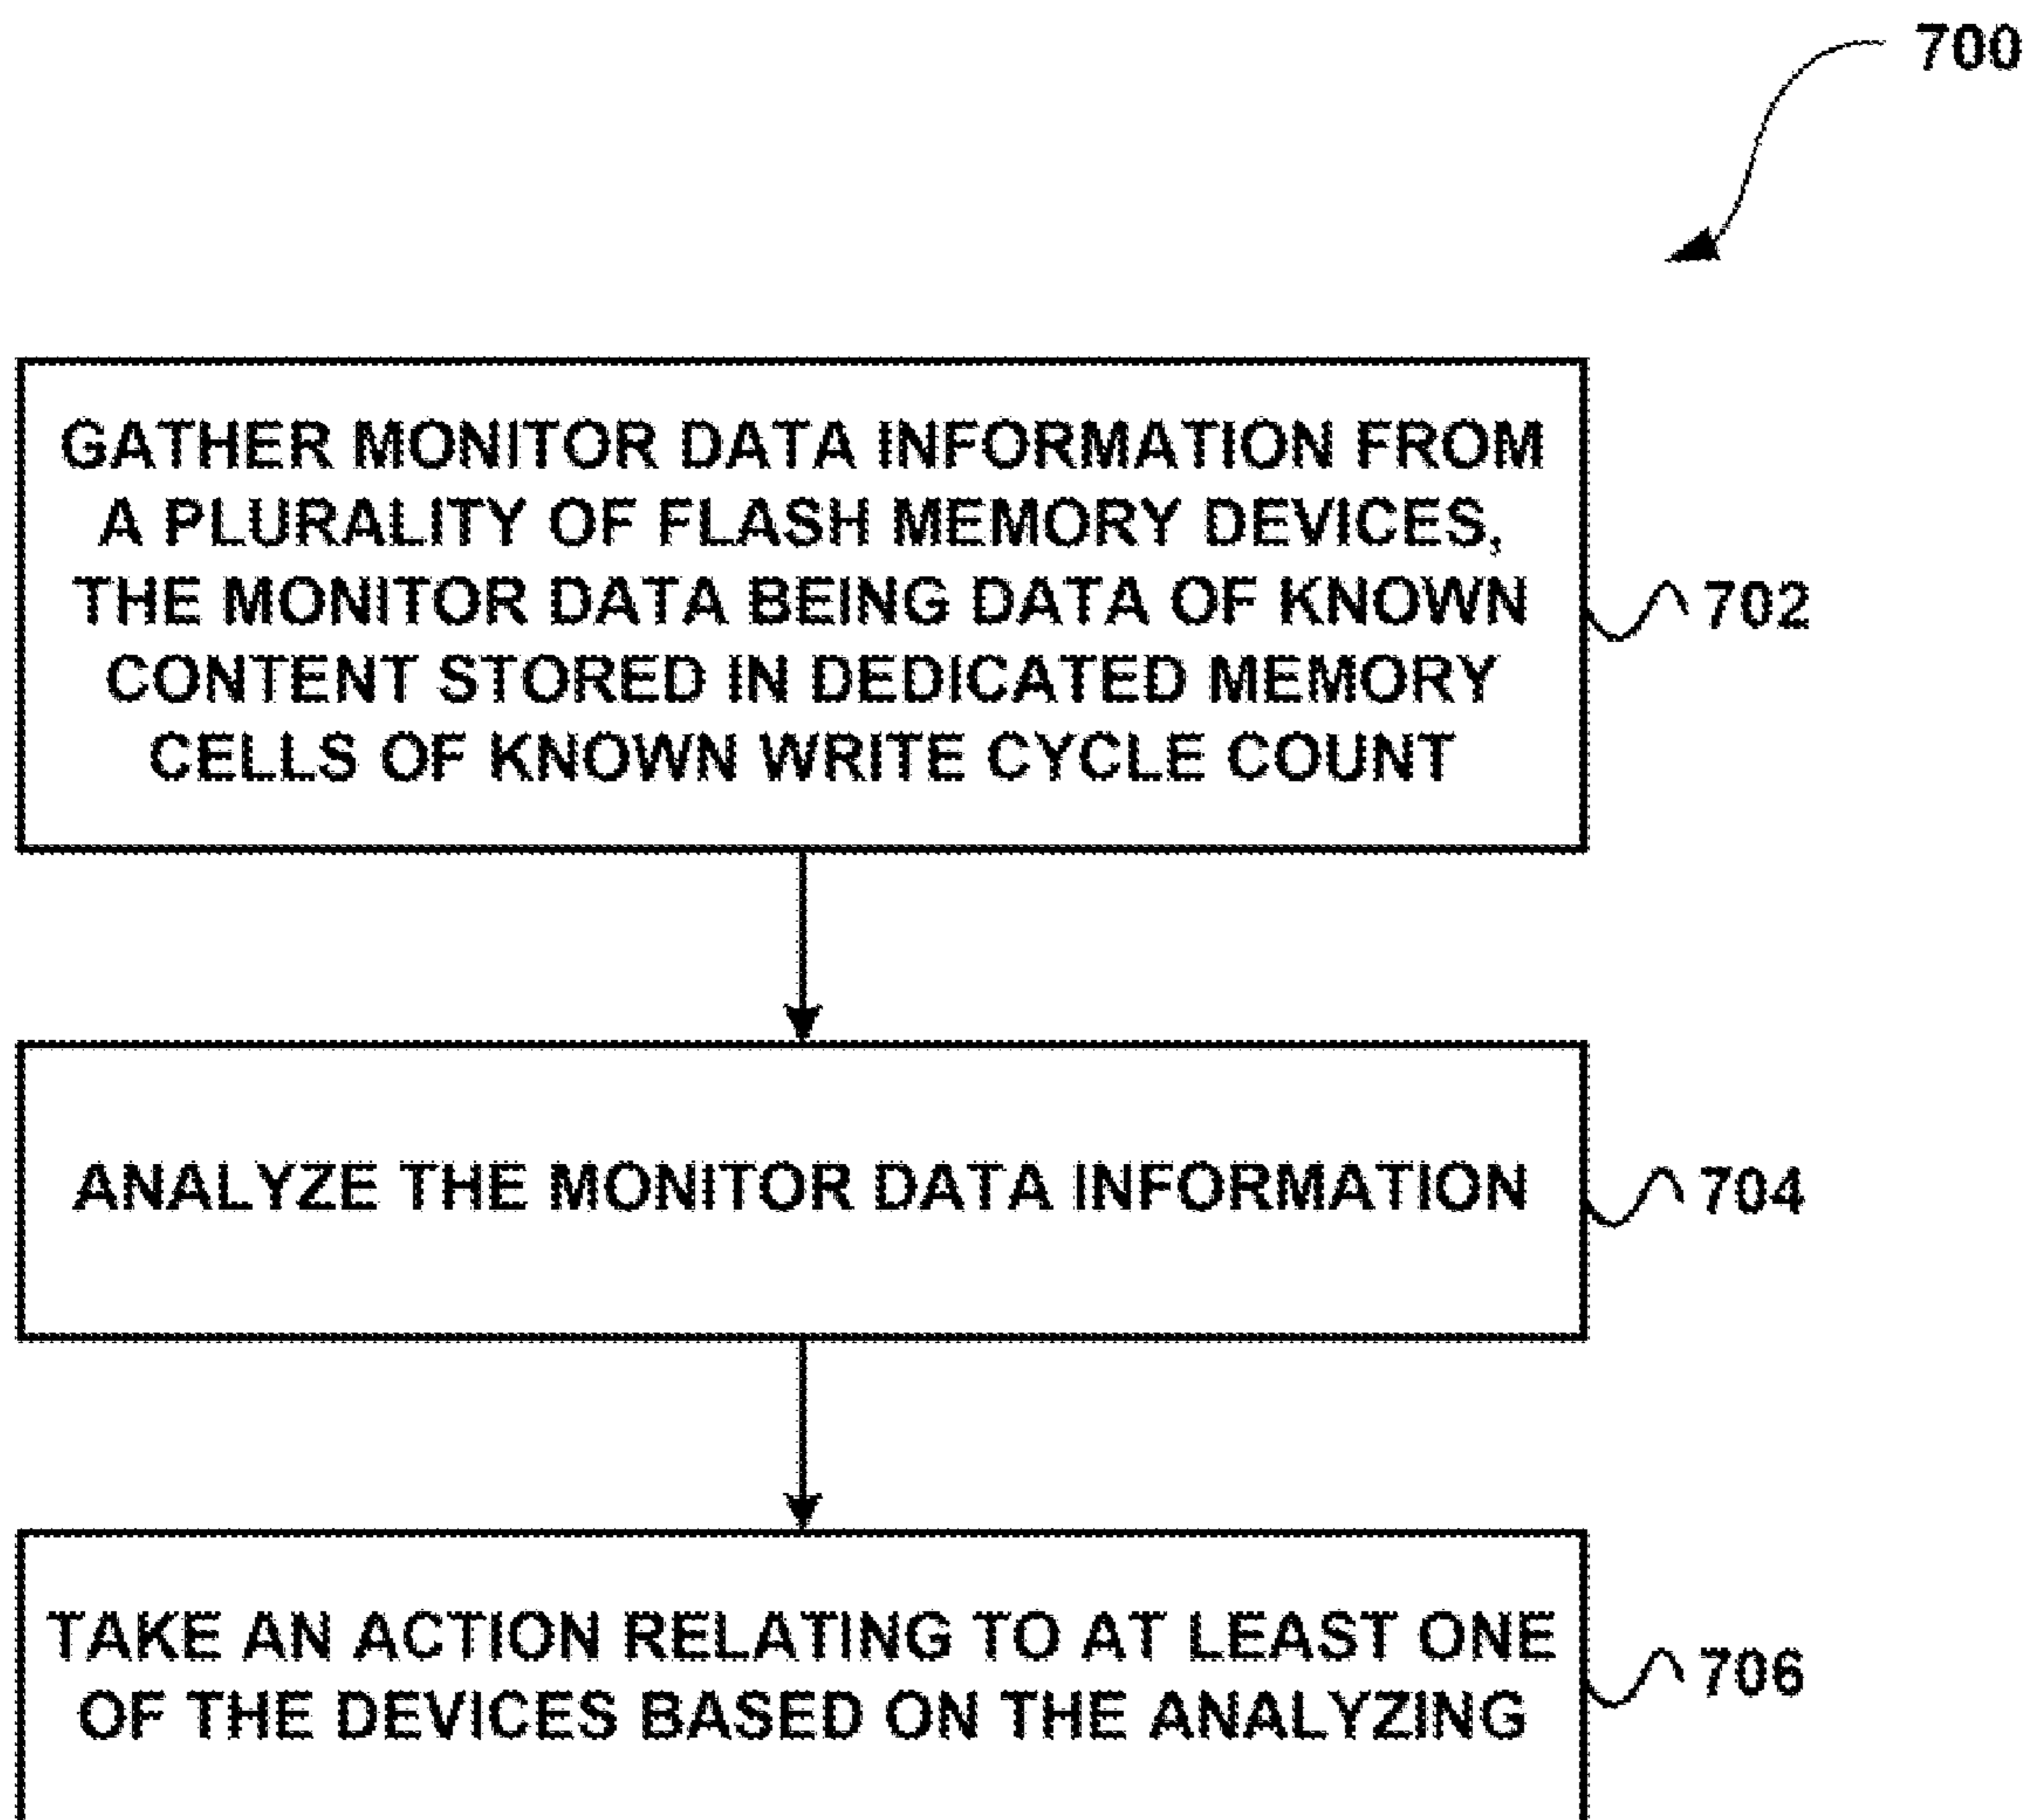 700
GATHER MONITOR DATA INFORMATION FROM
A PLURALITY OF FLASH MEMORY DEVICES,
THE MONITOR DATA BEING DATA OF KNOWN
CONTENT STORED IN DEDICATED MEMORY
CELLS OF KNOWN WRITE CYCLE COUNT
702
ANALYZE THE MONITOR DATA INFORMATION
704
TAKE AN ACTION RELATING TO AT LEAST ONE
OF THE DEVICES BASED ON THE ANALYZING
706